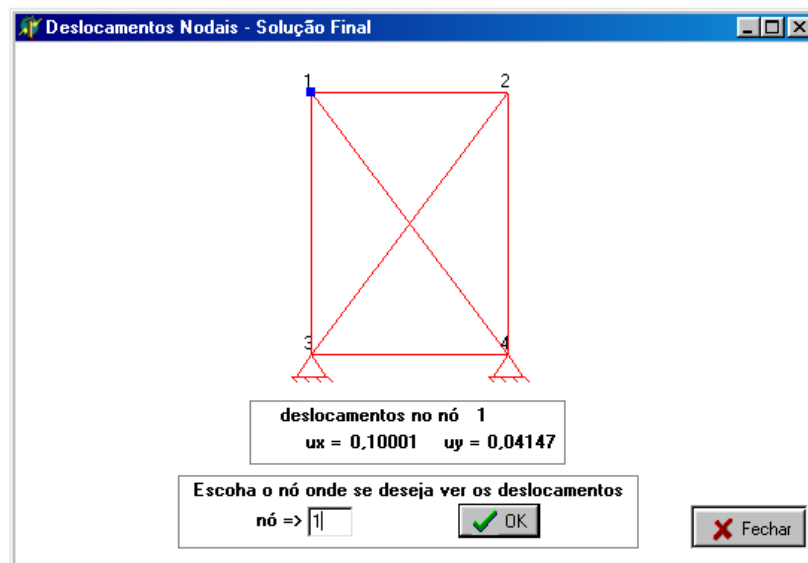 Deslocamentos Nodais - Solução Final
1 2
3 4
deslocamentos no nó 1
ux = 0,10001 uy = 0,04147
Escoha o nó onde se deseja ver os deslocamentos
nó => 1 OK
Fechar